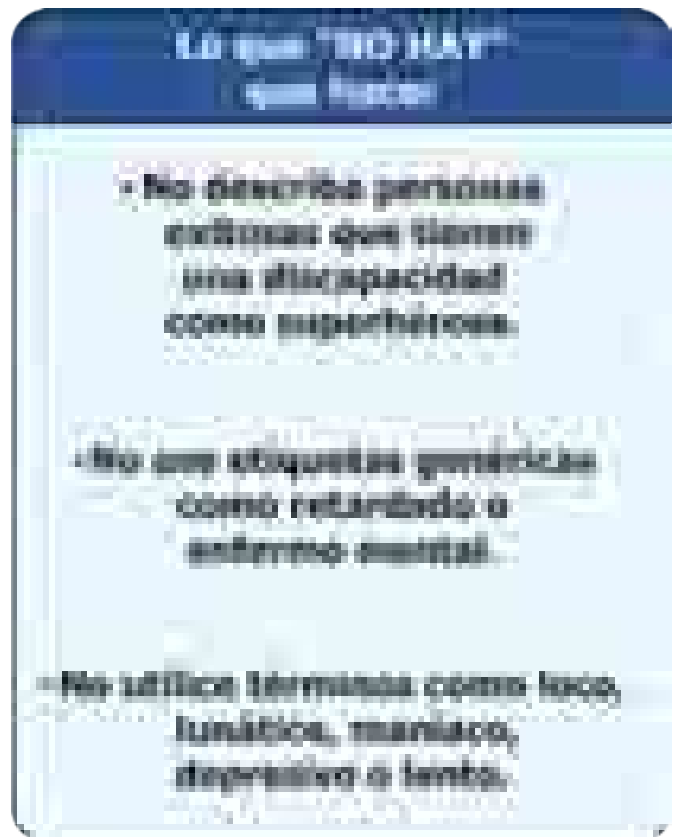 Lo que "NO HAY"
que hacer
• No describa personas
exitosas que tienen
una discapacidad
como superhéroes.
-No use etiquetas genéricas
como retardado o
enfermo mental.
-No utilice términos como loco,
lunático, maníaco,
depresivo o lento.